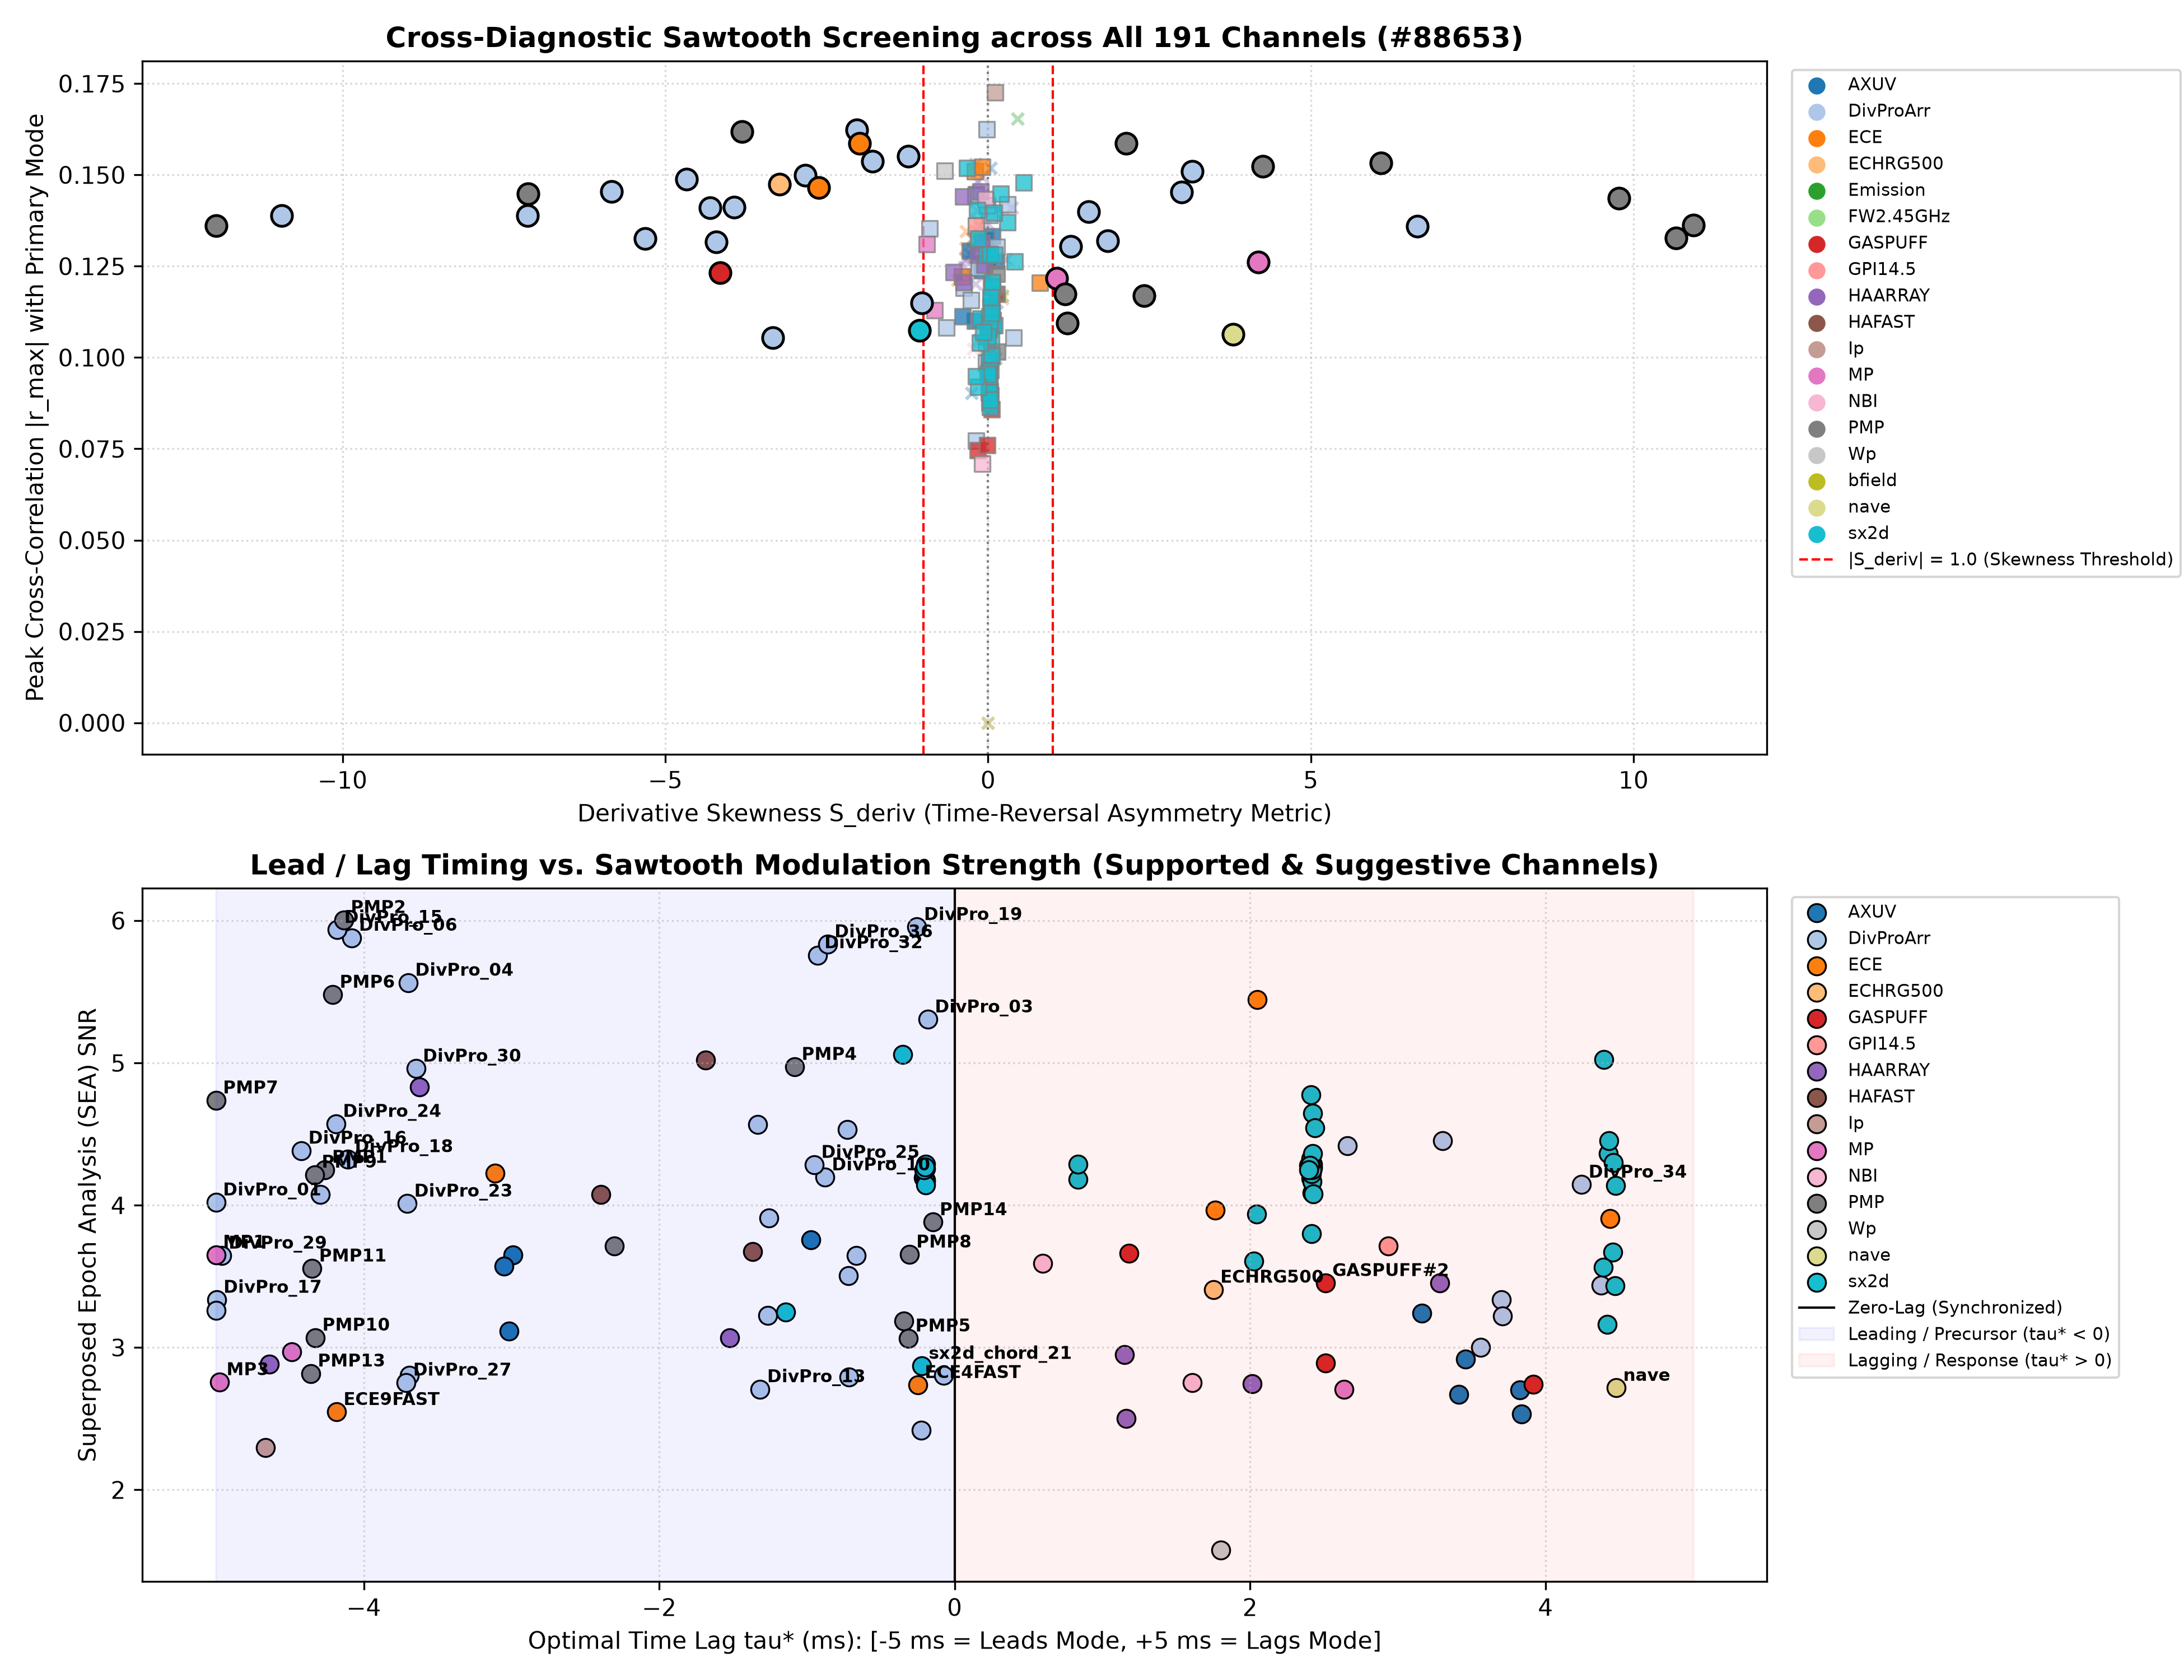 Cross-Diagnostic Sawtooth Screening across All 191 Channels (#88653)
Peak Cross-Correlation |r_max| with Primary Mode
0.175
0.150
0.125
0.100
0.075
0.050
0.025
0.000
−10
−5
0
5
10
Derivative Skewness S_deriv (Time-Reversal Asymmetry Metric)
AXUV
DivProArr
ECE
ECHRG500
Emission
FW2.45GHz
GASPUFF
GPI14.5
HAARRAY
HAFAST
Ip
MP
NBI
PMP
Wp
bfield
nave
sx2d
|S_deriv| = 1.0 (Skewness Threshold)
Lead / Lag Timing vs. Sawtooth Modulation Strength (Supported & Suggestive Channels)
Superposed Epoch Analysis (SEA) SNR
6
5
4
3
2
−4
−2
0
2
4
Optimal Time Lag tau* (ms): [-5 ms = Leads Mode, +5 ms = Lags Mode]
PMP2
DivPro_15
DivPro_06
DivPro_19
DivPro_36
DivPro_32
DivPro_04
PMP6
DivPro_03
DivPro_30
PMP4
PMP7
DivPro_24
DivPro_16
DivPro_18
PMP9
DivPro_25
DivPro_10
DivPro_34
DivPro_01
DivPro_23
PMP14
MP1
DivPro_29
PMP11
PMP8
DivPro_17
ECHRG500
GASPUFF#2
PMP10
PMP5
MP3
PMP13
DivPro_27
DivPro_13
sx2d_chord_21
ECE4FAST
nave
ECE9FAST
AXUV
DivProArr
ECE
ECHRG500
GASPUFF
GPI14.5
HAARRAY
HAFAST
Ip
MP
NBI
PMP
Wp
nave
sx2d
Zero-Lag (Synchronized)
Leading / Precursor (tau* < 0)
Lagging / Response (tau* > 0)